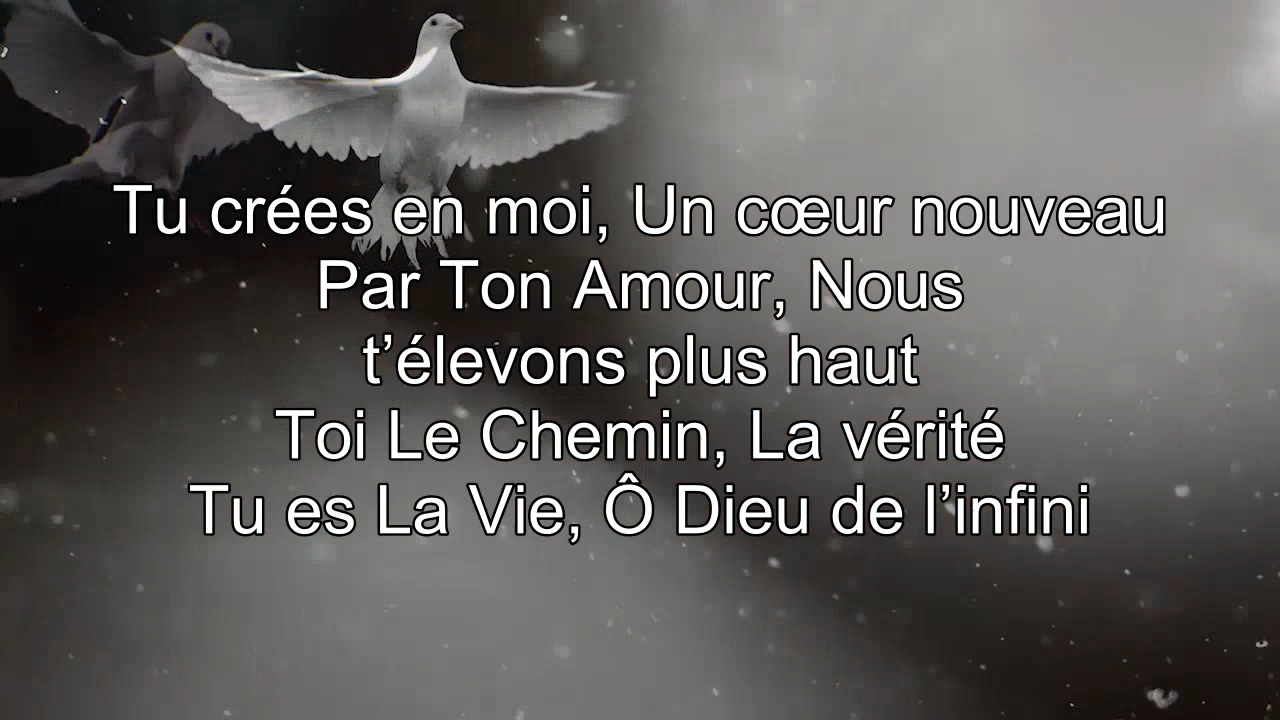 Tu crées en moi, Un cœur nouveau
Par Ton Amour, Nous
t’élevons plus haut
Toi Le Chemin, La vérité
Tu es La Vie, Ô Dieu de l’infini